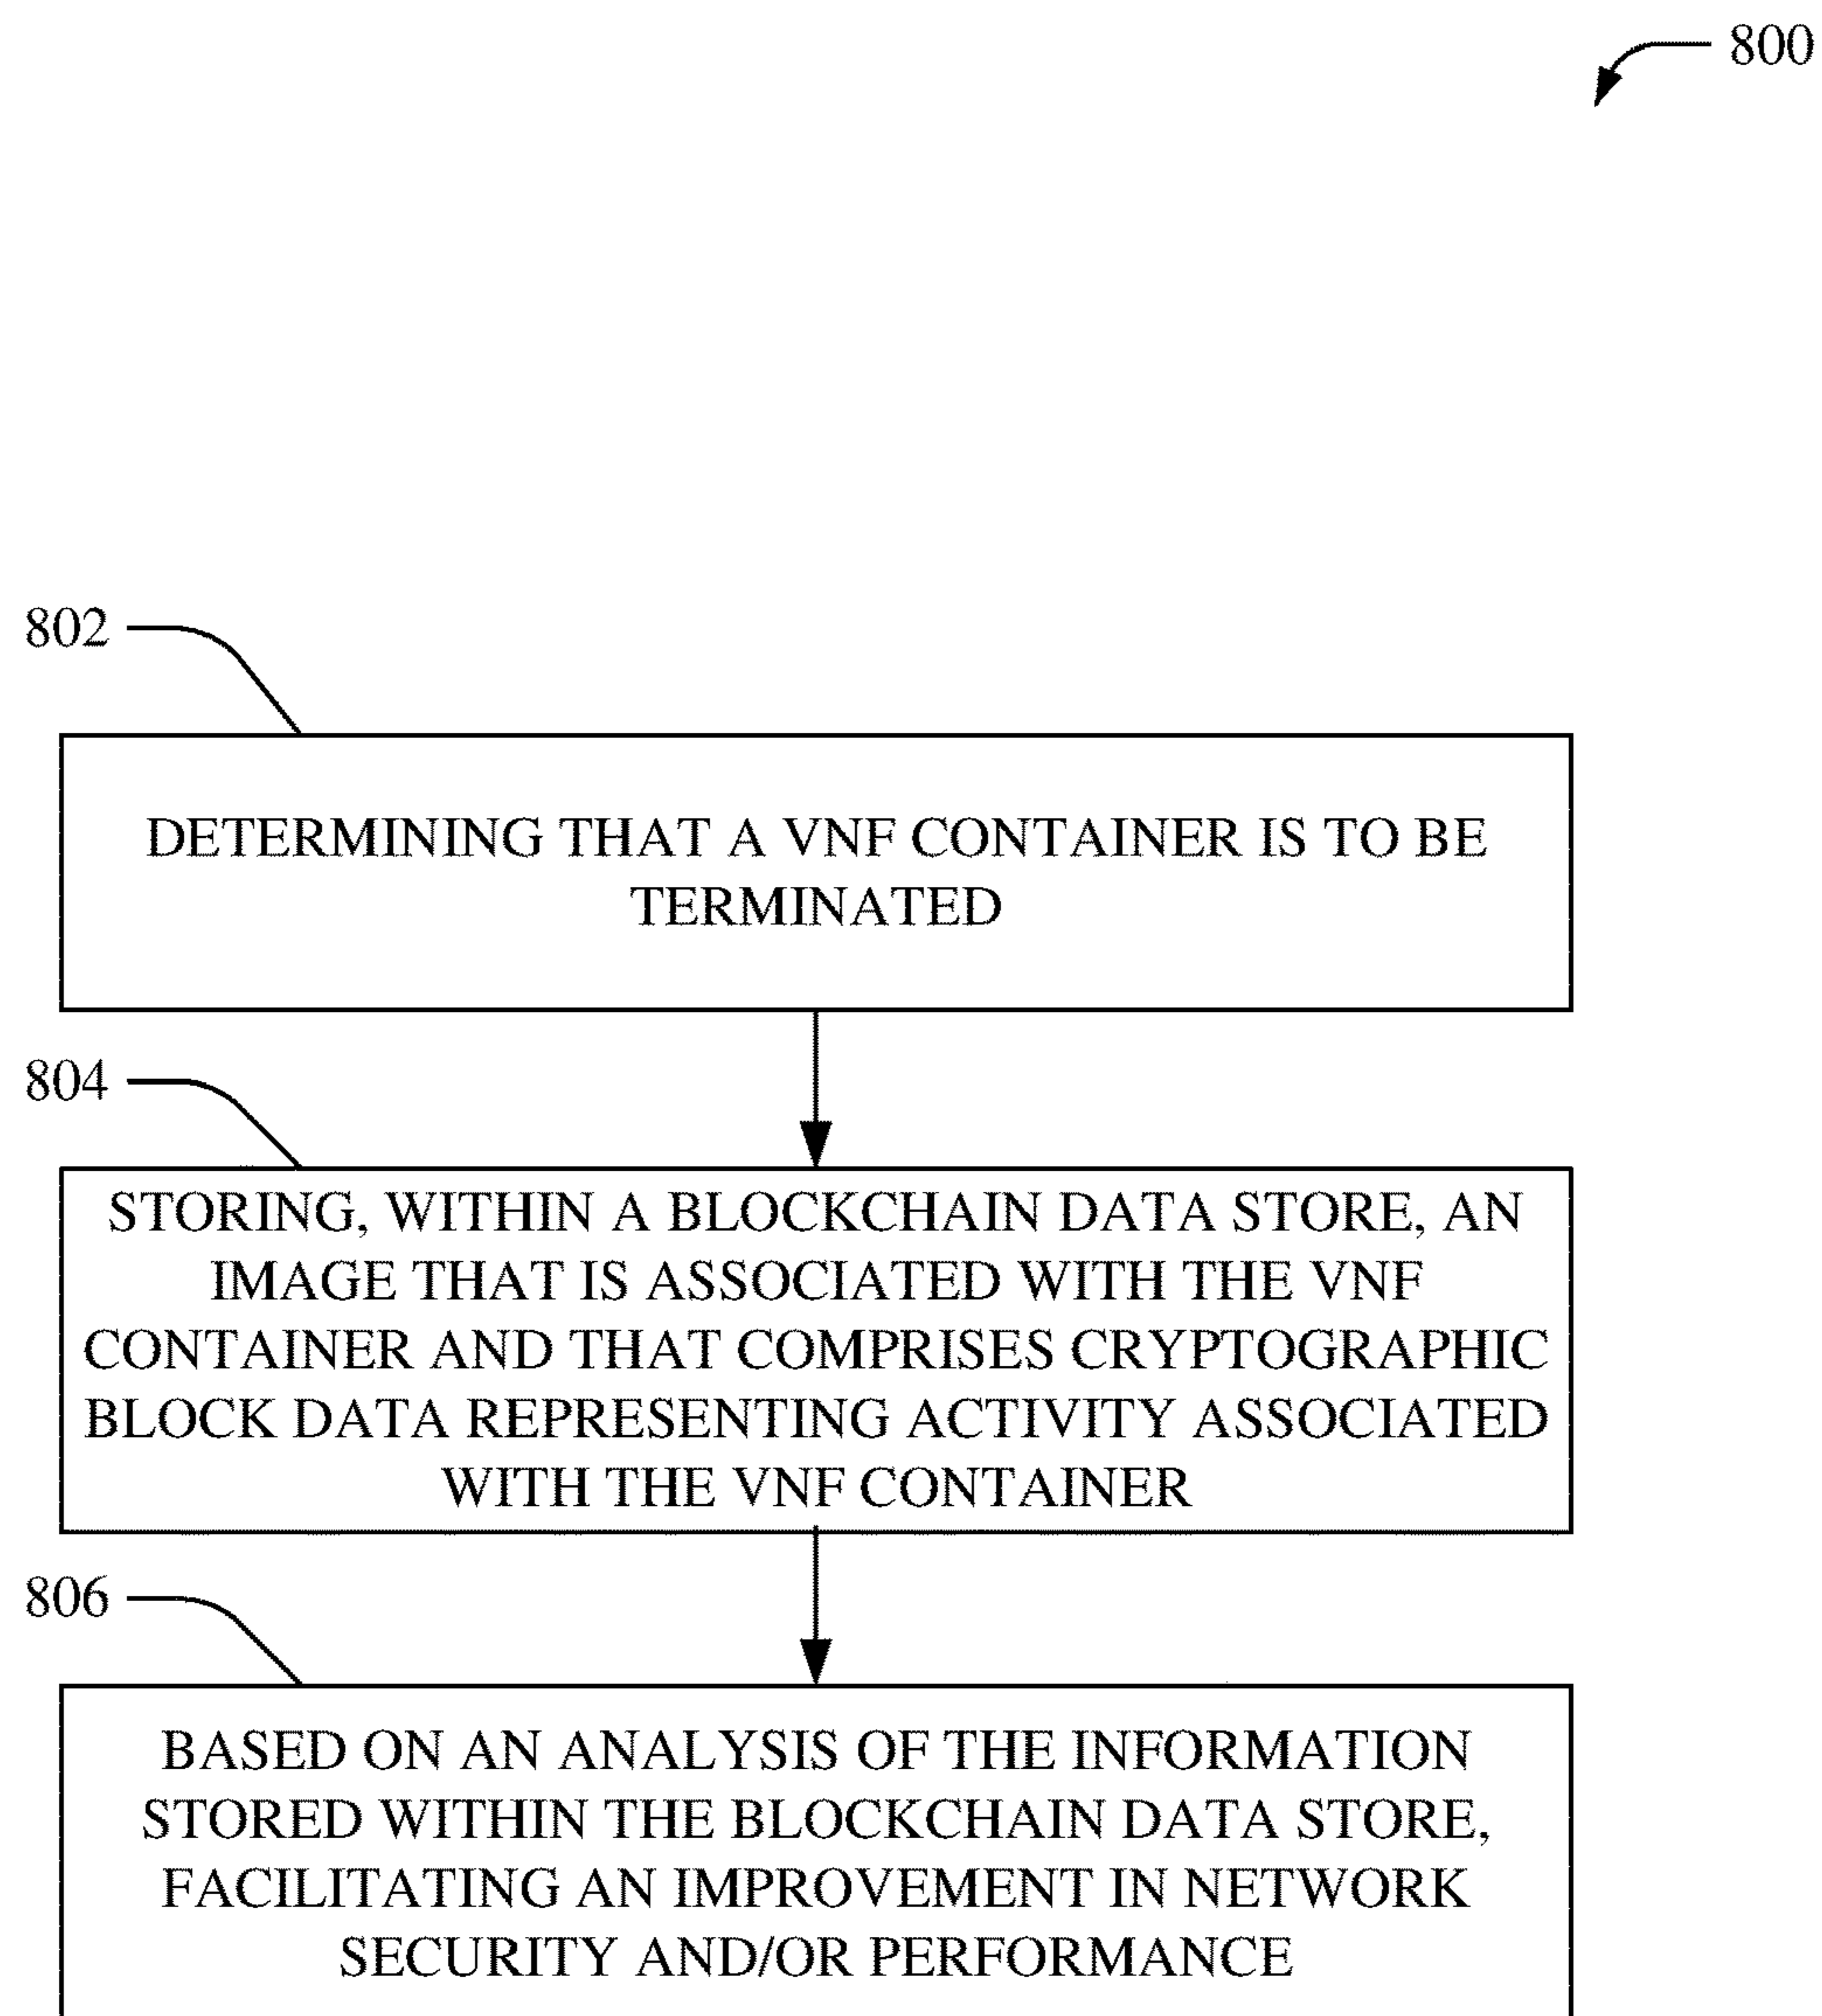 800
802
DETERMINING THAT A VNF CONTAINER IS TO BE
TERMINATED
804
STORING, WITHIN A BLOCKCHAIN DATA STORE, AN
IMAGE THAT IS ASSOCIATED WITH THE VNF
CONTAINER AND THAT COMPRISES CRYPTOGRAPHIC
BLOCK DATA REPRESENTING ACTIVITY ASSOCIATED
WITH THE VNF CONTAINER
806
BASED ON AN ANALYSIS OF THE INFORMATION
STORED WITHIN THE BLOCKCHAIN DATA STORE,
FACILITATING AN IMPROVEMENT IN NETWORK
SECURITY AND/OR PERFORMANCE